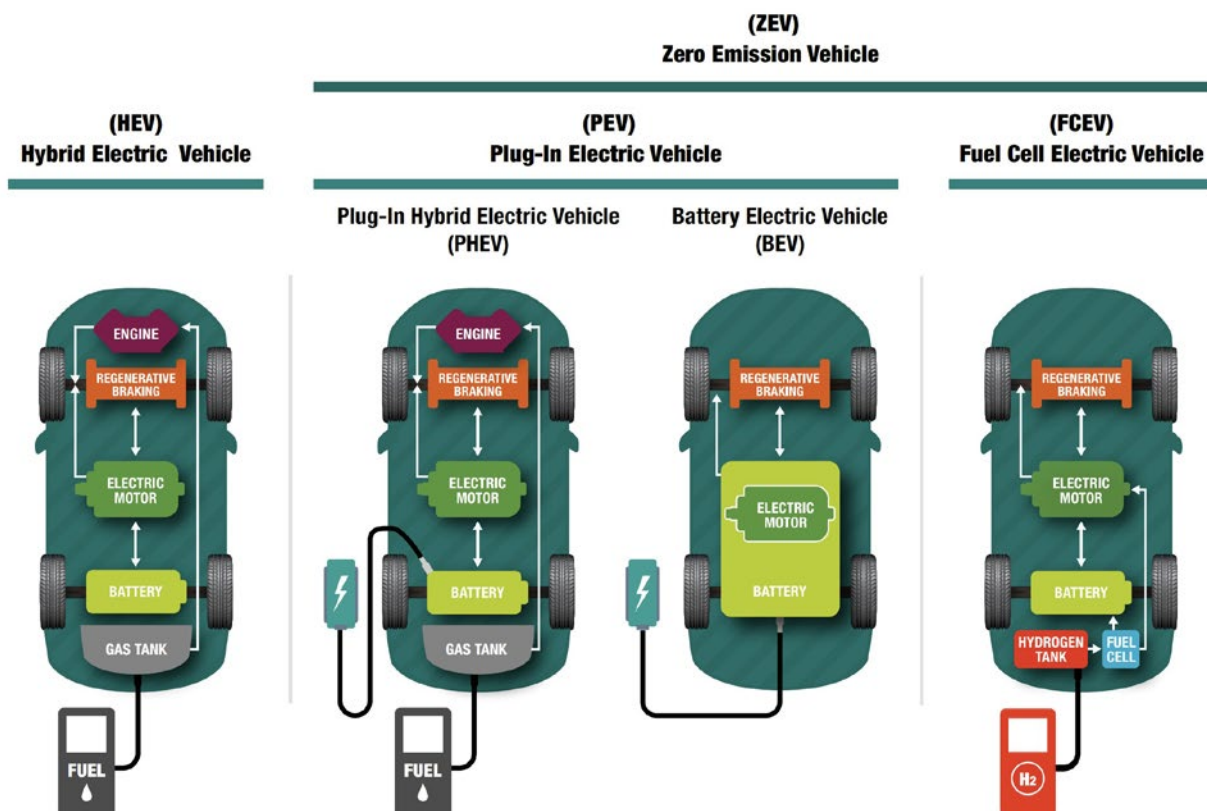 (ZEV)
Zero Emission Vehicle
(HEV)
Hybrid Electric Vehicle
(PEV)
Plug-In Electric Vehicle
(FCEV)
Fuel Cell Electric Vehicle
Plug-In Hybrid Electric Vehicle
(PHEV)
Battery Electric Vehicle
(BEV)
ENGINE
REGENERATIVE
BRAKING
ELECTRIC
MOTOR
BATTERY
GAS TANK
FUEL
ENGINE
REGENERATIVE
BRAKING
ELECTRIC
MOTOR
BATTERY
GAS TANK
FUEL
REGENERATIVE
BRAKING
ELECTRIC
MOTOR
BATTERY
REGENERATIVE
BRAKING
ELECTRIC
MOTOR
BATTERY
HYDROGEN
TANK
FUEL
CELL
H2